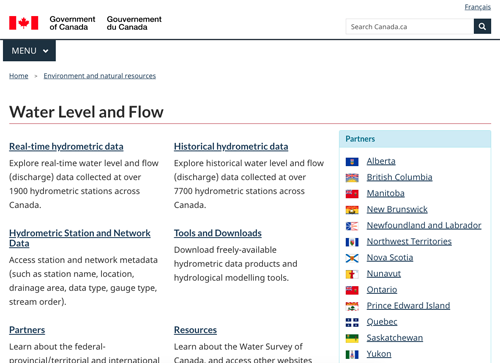 Français
Government of Canada
Gouvernement du Canada
Search Canada.ca
MENU
Home » Environment and natural resources
Water Level and Flow
Real-time hydrometric data
Explore real-time water level and flow
(discharge) data collected at over
1900 hydrometric stations across
Canada.
Historical hydrometric data
Explore historical water level and flow
(discharge) data collected at over
7700 hydrometric stations across
Canada.
Hydrometric Station and Network
Data
Access station and network metadata
(such as station name, location,
drainage area, data type, gauge type,
stream order).
Tools and Downloads
Download freely-available
hydrometric data products and
hydrological modelling tools.
Partners
Learn about the federal-
provincial/territorial and international
Resources
Learn about the Water Survey of
Canada, and access other websites
Partners
Alberta
British Columbia
Manitoba
New Brunswick
Newfoundland and Labrador
Northwest Territories
Nova Scotia
Nunavut
Ontario
Prince Edward Island
Quebec
Saskatchewan
Yukon